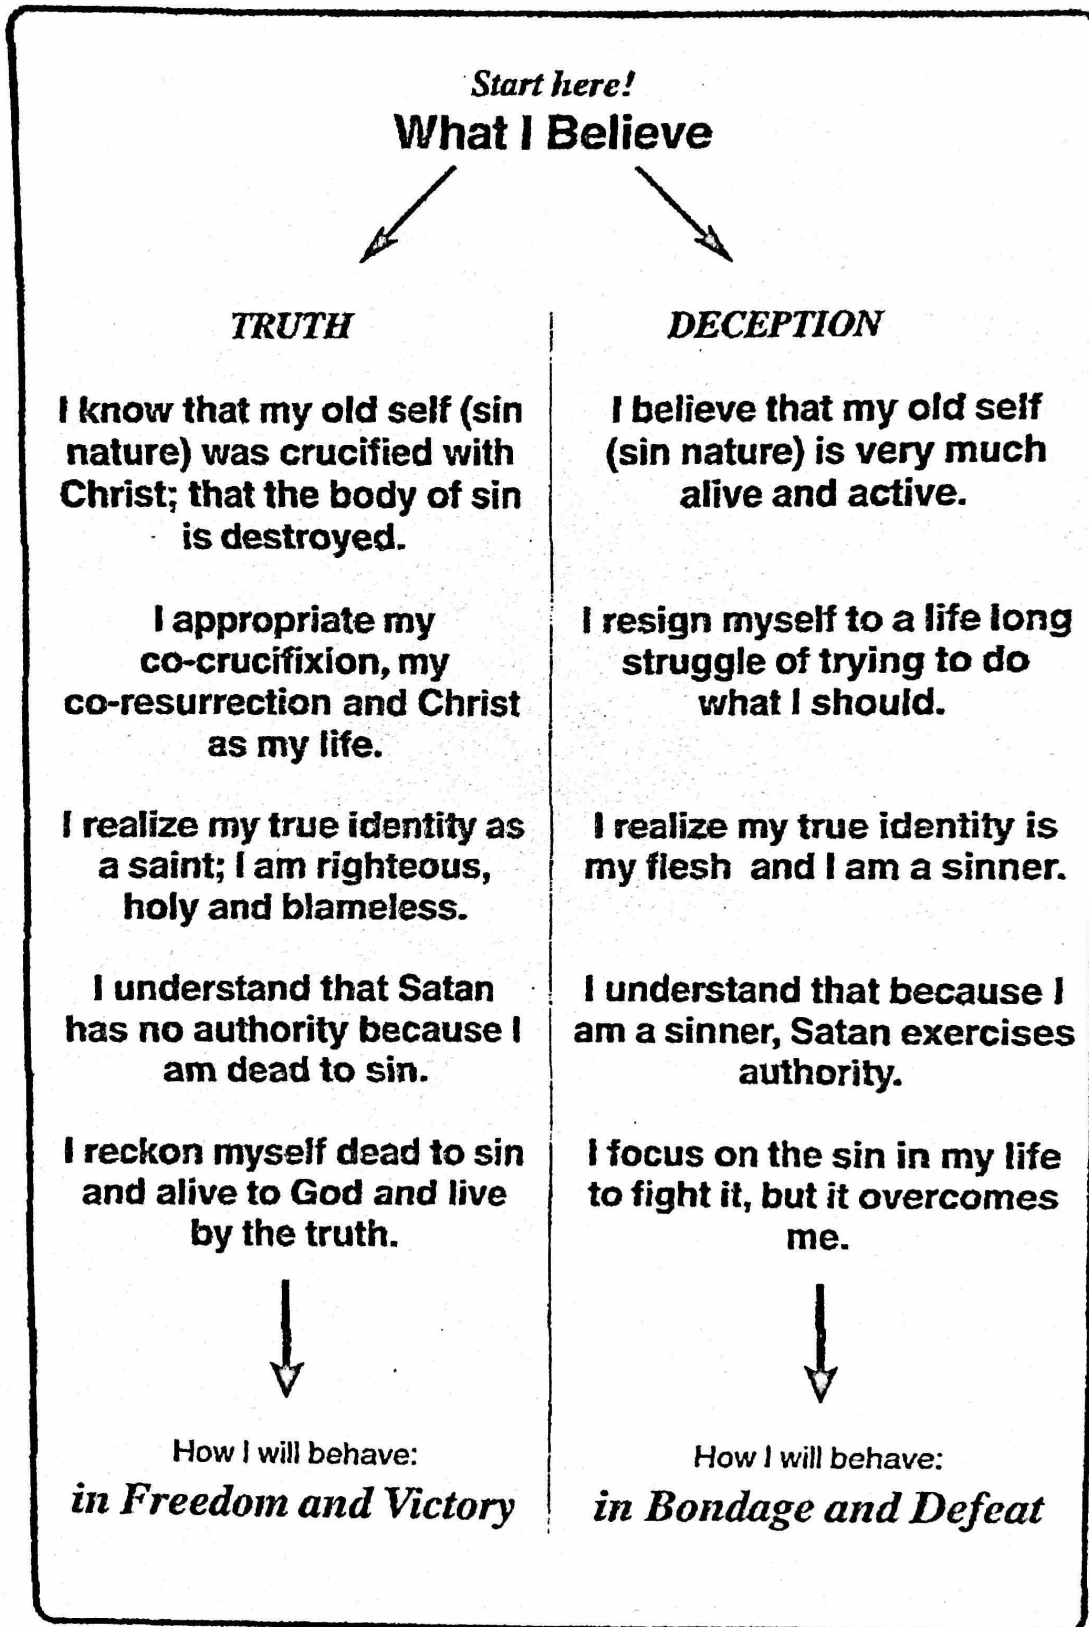 Start here!
What I Believe
TRUTH
I know that my old self (sin
nature) was crucified with
Christ; that the body of sin
is destroyed.
I appropriate my
co-crucifixion, my
co-resurrection and Christ
as my life.
I realize my true identity as
a saint; I am righteous,
holy and blameless.
I understand that Satan
has no authority because I
am dead to sin.
I reckon myself dead to sin
and alive to God and live
by the truth.
How I will behave:
in Freedom and Victory
DECEPTION
I believe that my old self
(sin nature) is very much
alive and active.
I resign myself to a life long
struggle of trying to do
what I should.
I realize my true identity is
my flesh and I am a sinner.
I understand that because I
am a sinner, Satan exercises
authority.
I focus on the sin in my life
to fight it, but it overcomes
me.
How I will behave:
in Bondage and Defeat